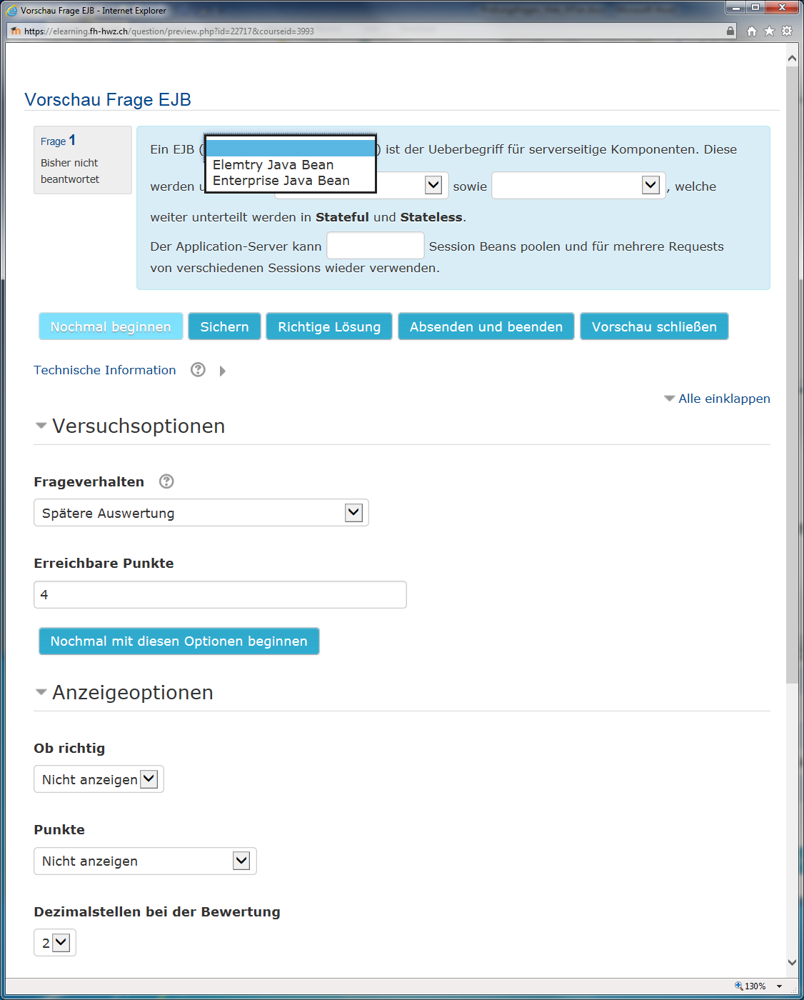 Vorschau Frage EJB - Internet Explorer
https://elearning.fh-hwz.ch/question/preview.php?id=22717&courseid=3993
Vorschau Frage EJB
Frage 1
Bisher nicht
beantwortet
Ein EJB ( ) ist der Ueberbegriff für serverseitige Komponenten. Diese
Elemtry Java Bean
Enterprise Java Bean
werden sowie , welche
weiter unterteilt werden in Stateful und Stateless.
Der Application-Server kann Session Beans poolen und für mehrere Requests
von verschiedenen Sessions wieder verwenden.
Nochmal beginnen Sichern Richtige Lösung Absenden und beenden Vorschau schließen
Technische Information
Alle einklappen
Versuchsoptionen
Frageverhalten
Spätere Auswertung
Erreichbare Punkte
4
Nochmal mit diesen Optionen beginnen
Anzeigeoptionen
Ob richtig
Nicht anzeigen
Punkte
Nicht anzeigen
Dezimalstellen bei der Bewertung
2
130%